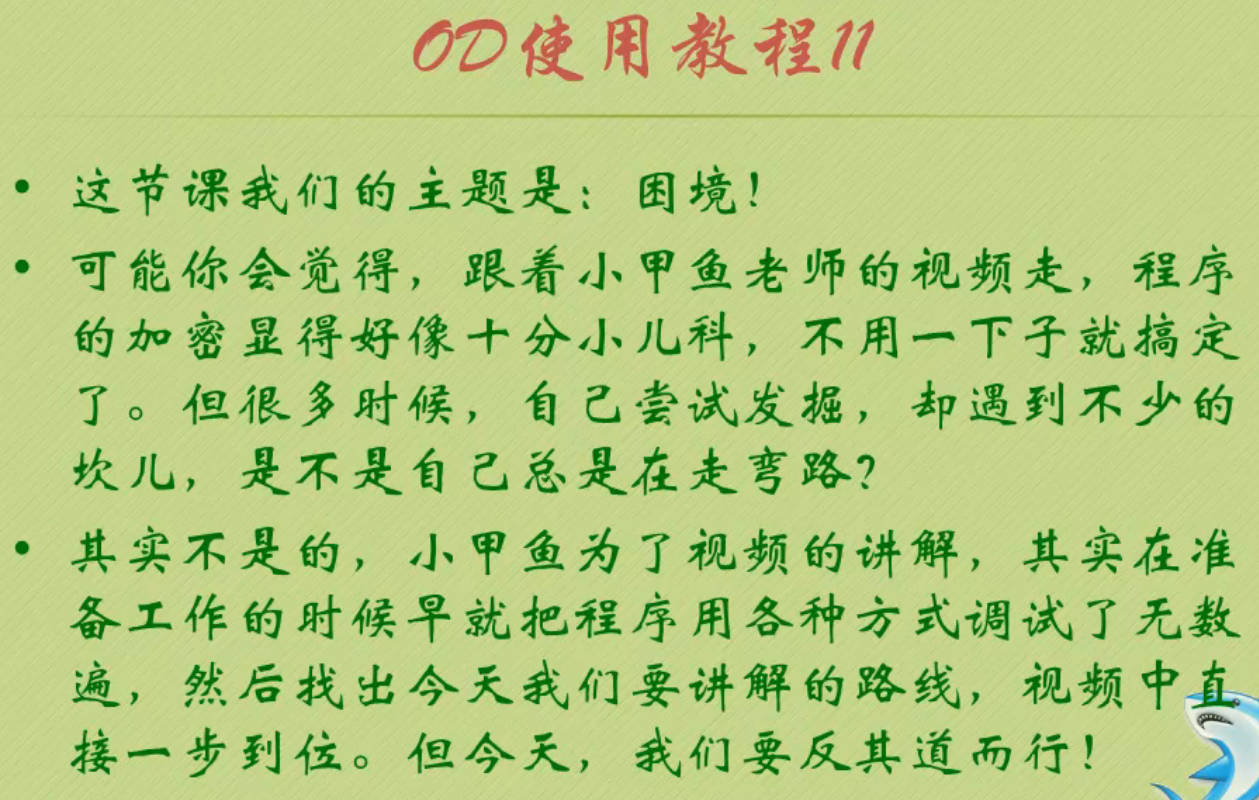 OD使用教程11
• 这节课我们的主题是：困境！
• 可能你会觉得，跟着小甲鱼老师的视频走，程序
的加密显得好像十分小儿科，不用一下子就搞定
了。但很多时候，自己尝试发掘，却遇到不少的
坎儿，是不是自己总是在走弯路？
• 其实不是的，小甲鱼为了视频的讲解，其实在准
备工作的时候早就把程序用各种方式调试了无数
遍，然后找出今天我们要讲解的路线，视频中直
接一步到位。但今天，我们要反其道而行！